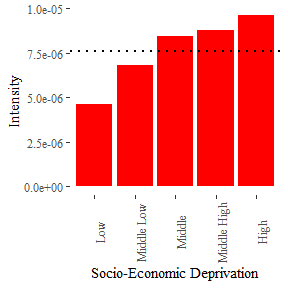 1.0e-05
7.5e-06
5.0e-06
2.5e-06
0.0e+00
Intensity
Low
Middle Low
Middle
Middle High
High
Socio-Economic Deprivation